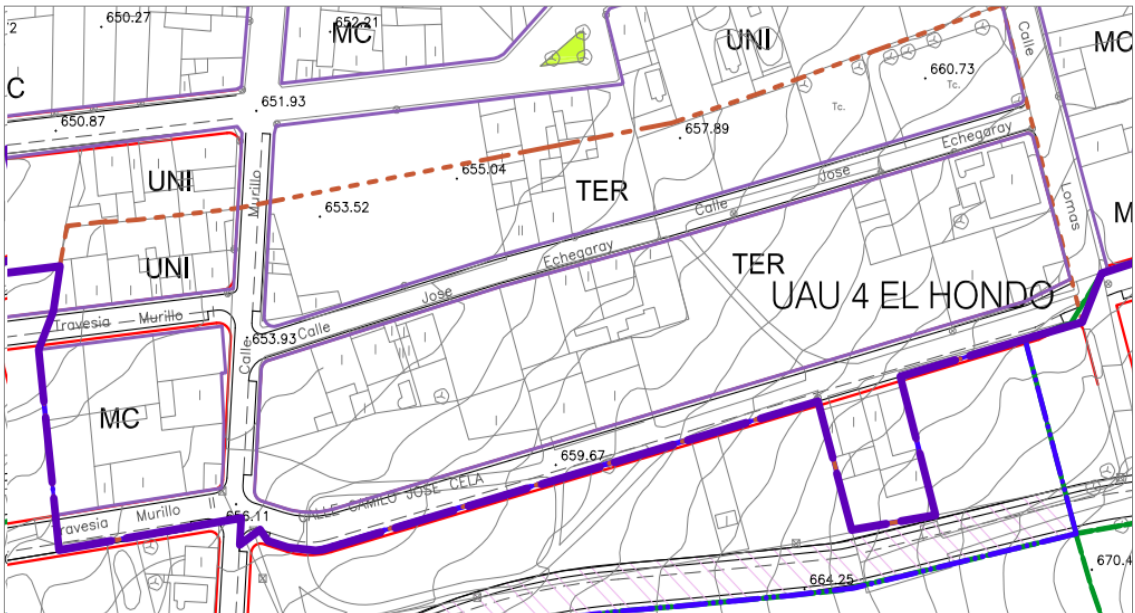 650.27
652.21
MC
UNI
Calle
MC
660.73
Tc.
Tc.
651.93
650.87
657.89
Echegaray
UNI
Murillo
655.04
Jose
653.52
TER
Calle
Lomas
II
Echegaray
UNI
TER
UAU 4 EL HONDO
Jose
Travesia Murillo I
653.93
Calle
Calle
MC
659.67
CALLE CAMILO JOSE CELA
Travesia Murillo II
656.11
664.25
670.4